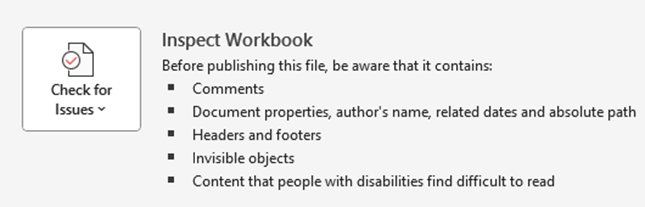 Inspect Workbook
Before publishing this file, be aware that it contains:
Check for
Issues
Comments
Document properties, author's name, related dates and absolute path
Headers and footers
Invisible objects
Content that people with disabilities find difficult to read